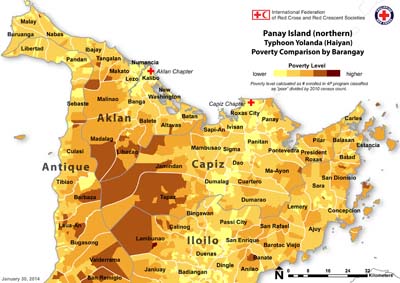 International Federation
of Red Cross and Red Crescent Societies
Panay Island (northern)
Typhoon Yolanda (Haiyan)
Poverty Comparison by Barangay
Poverty Level
lower
higher
Poverty level calculated as # enrolled in 4P program classified
as "poor" divided by 2010 census count.
Malay
Buruanga
Nabas
Libertad
Ibajay
Pandan
Tangalan
Numancia
Makato
Aklan Chapter
Lezo
Kalibo
Banga
New
Washington
Sebaste
Malinao
Batan
Aklan
Balete
Altavas
Capiz Chapter
Roxas City
Sapi-An
Ivisan
Panay
Carles
Culasi
Madalag
Libacao
Mambusao
Sigma
Panitan
Pontevedra
Pilar
Estancia
President
Roxas
Balasan
Batad
Antique
Jamindan
Capiz
Tibiao
Dao
Ma-Ayon
Sara
San Dionisio
Dumalag
Cuartero
Barbaza
Tapaz
Lemery
Concepcion
Dumarao
Bingawan
Ajuy
Laua-An
Calinog
Passi City
San Rafael
Bugasong
Lambunao
Iloilo
San Enrique
Barotac Viejo
Duenas
Banate
Valderrama
Janiuay
Dingle
Anilao
San Remigio
Badiangan
N
0
8
16
24
32
Kilometers
January 30, 2014